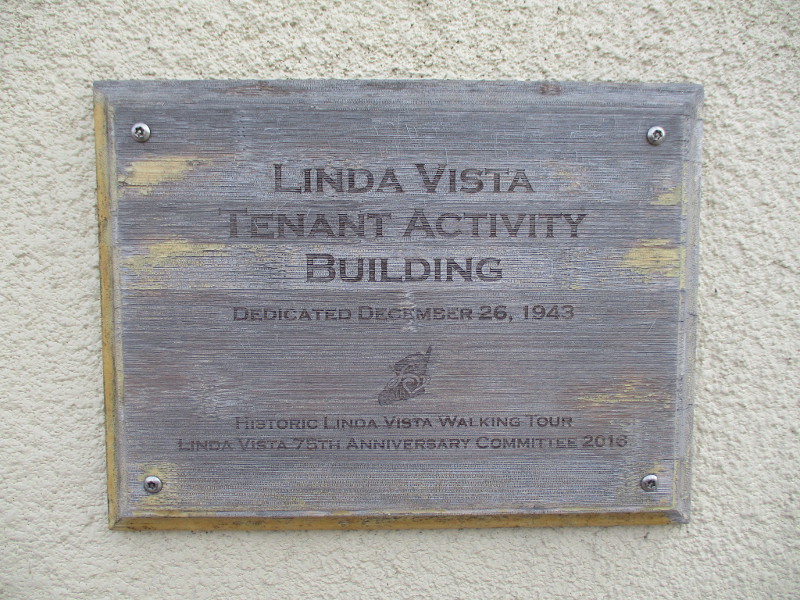 LINDA VISTA
TENANT ACTIVITY
BUILDING
DEDICATED DECEMBER 26, 1943
HISTORIC LINDA VISTA WALKING TOUR
LINDA VISTA 75TH ANNIVERSARY COMMITTEE 2016